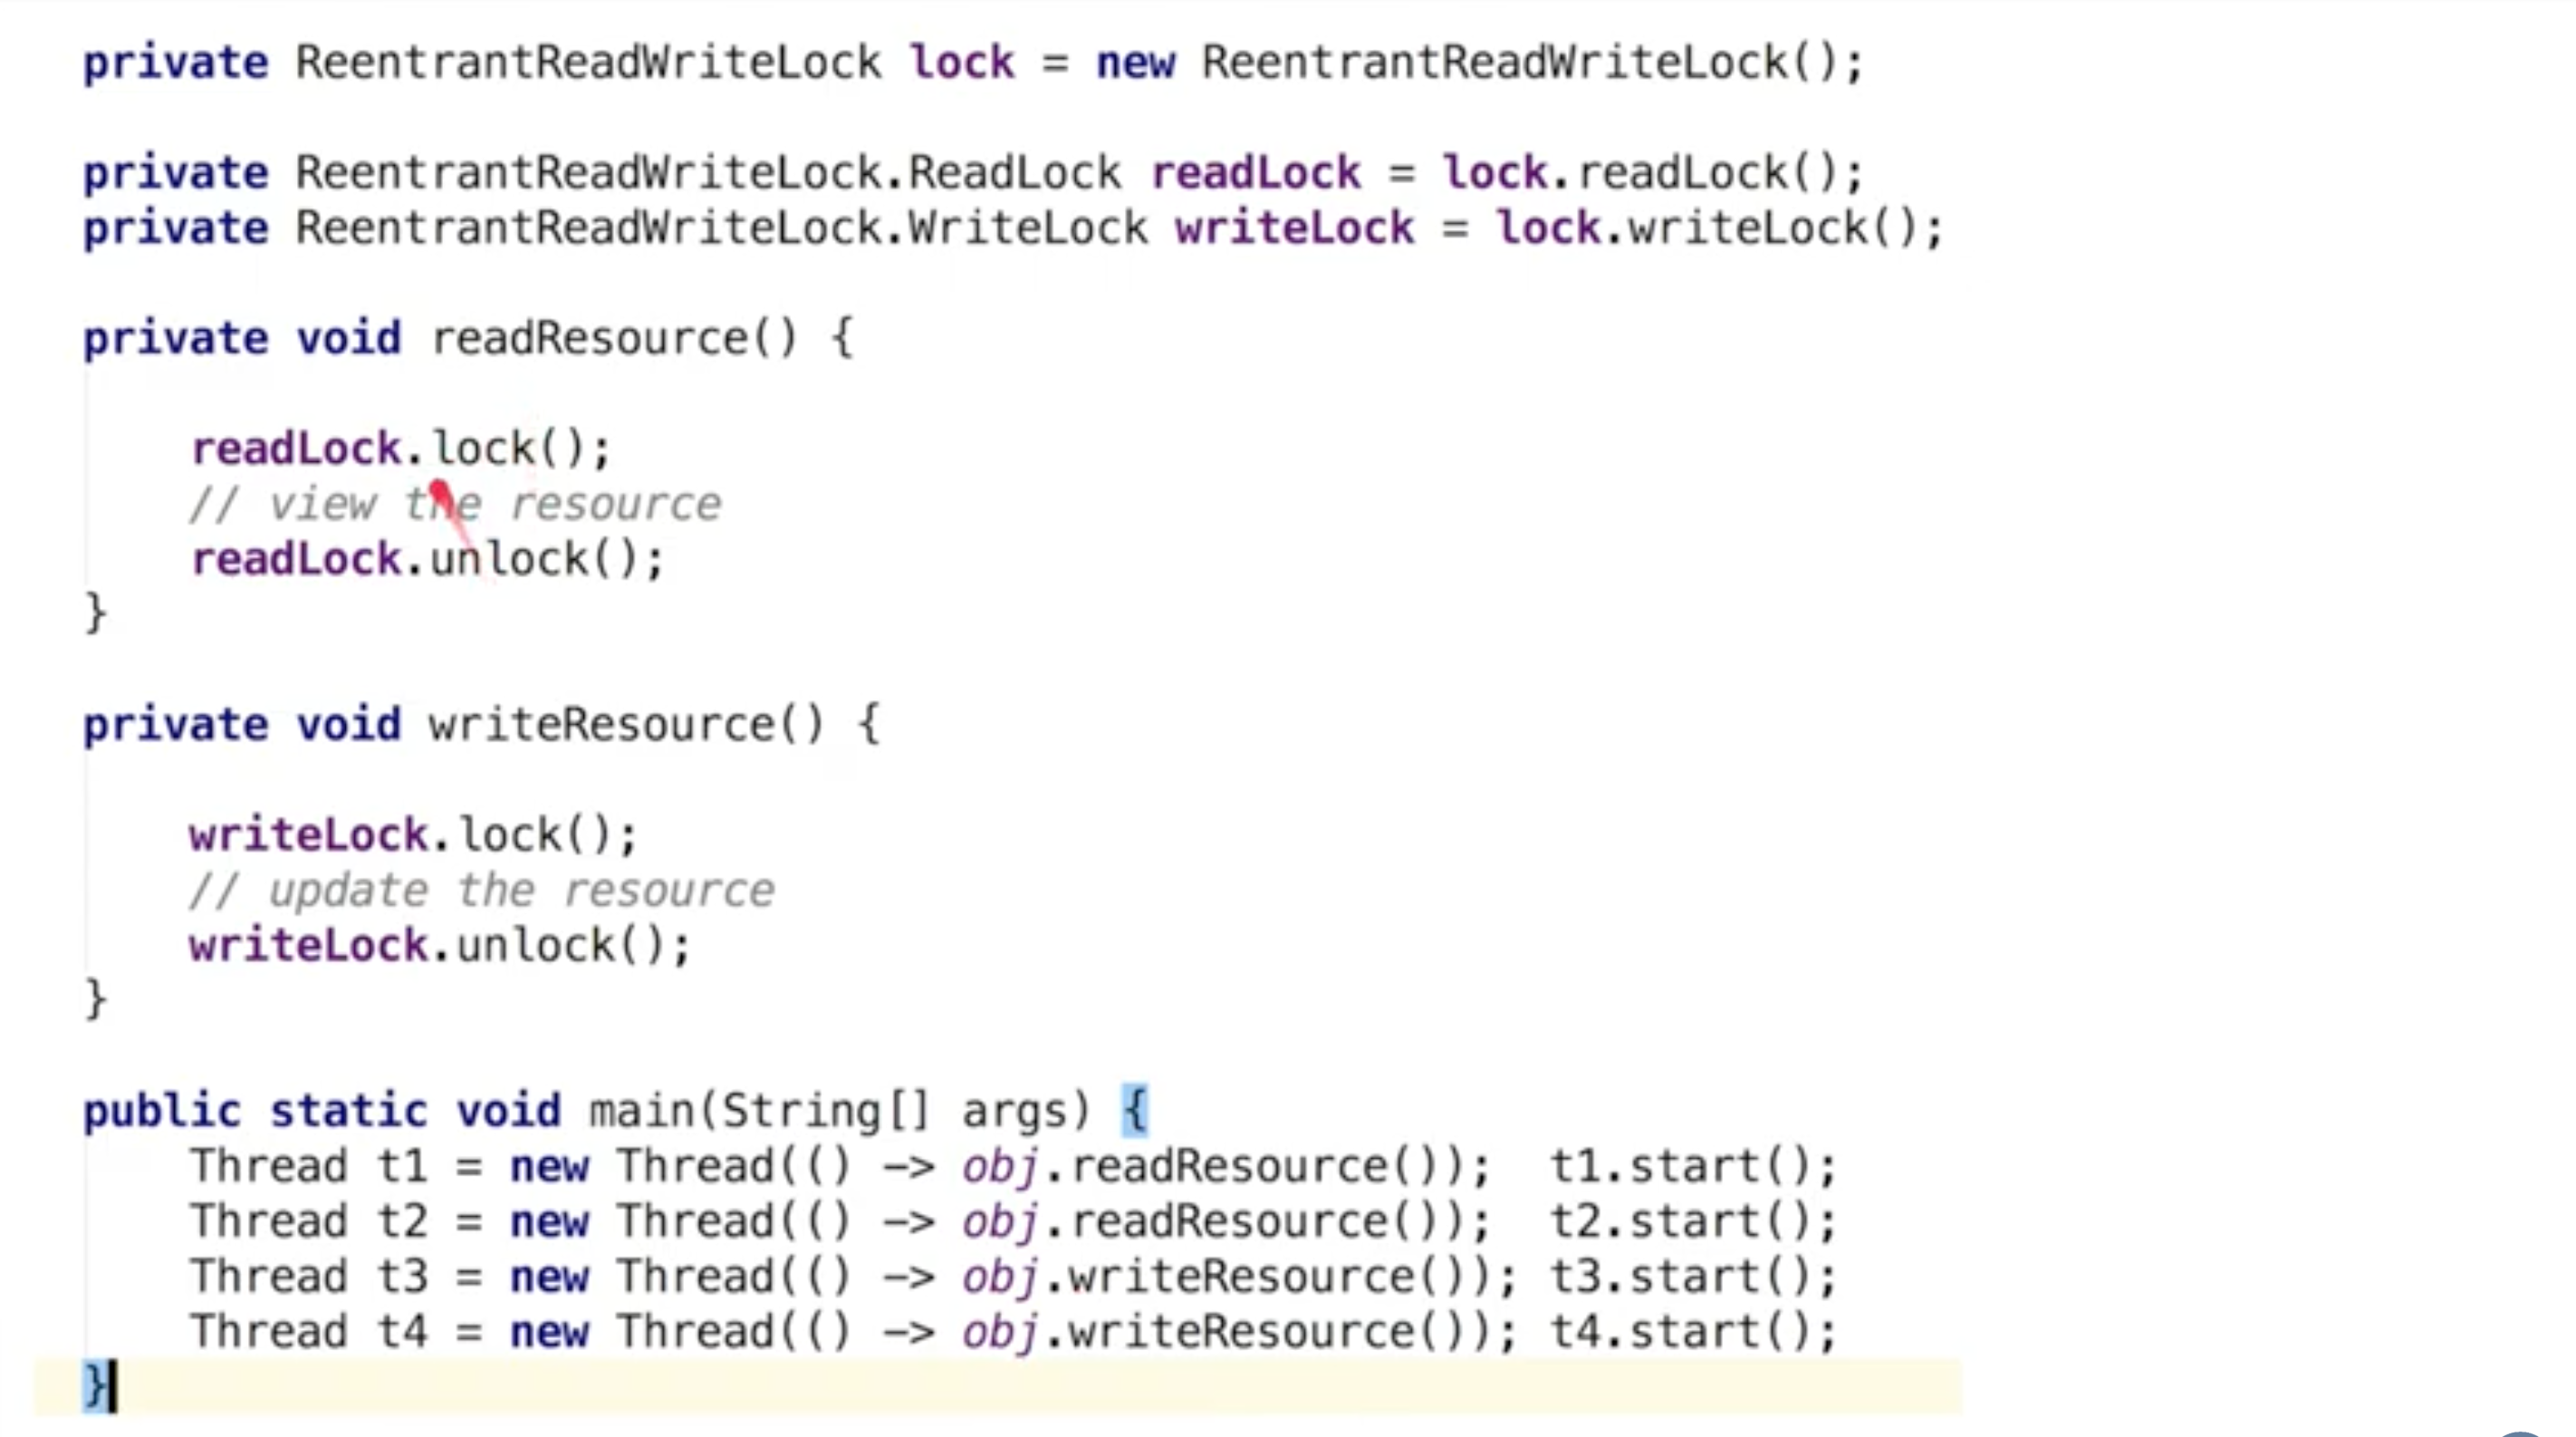 private ReentrantReadWriteLock lock = new ReentrantReadWriteLock();
private ReentrantReadWriteLock.ReadLock readLock = lock.readLock();
private ReentrantReadWriteLock.WriteLock writeLock = lock.writeLock();
private void readResource() {
readLock.lock();
// view the resource
readLock.unlock();
}
private void writeResource() {
writeLock.lock();
// update the resource
writeLock.unlock();
}
public static void main(String[] args) {
Thread t1 = new Thread(() -> obj.readResource()); t1.start();
Thread t2 = new Thread(() -> obj.readResource()); t2.start();
Thread t3 = new Thread(() -> obj.writeResource()); t3.start();
Thread t4 = new Thread(() -> obj.writeResource()); t4.start();
}